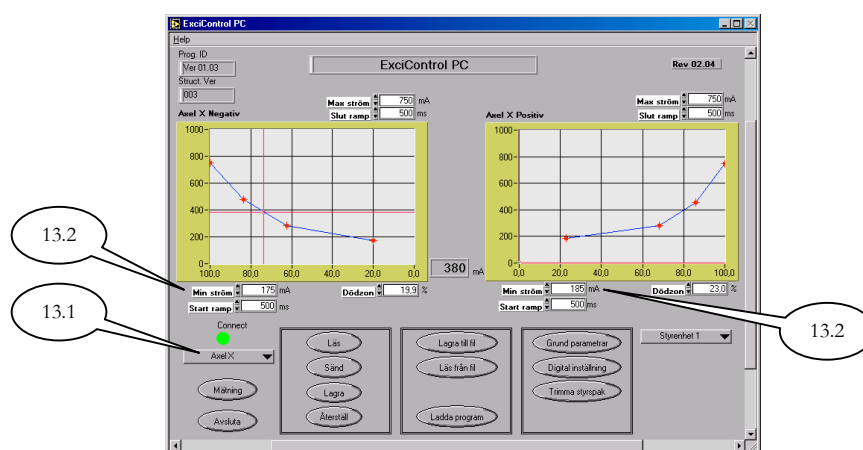 ExciControl PC
Help
Prog. ID
Ver 01.03
Struct. Ver
003
ExciControl PC
Rev 02.04
Max ström 750 mA
Slut ramp 500 ms
Axel X Negativ
1000
800
600
400
200
0
100,0 80,0 60,0 40,0 20,0 0,0
Min ström 175 mA
Dödzon 19,9 %
Start ramp 500 ms
380 mA
Max ström 750 mA
Slut ramp 500 ms
Axel X Positiv
1000
800
600
400
200
0
0,0 20,0 40,0 60,0 80,0 100,0
Min ström 185 mA
Dödzon 23,0 %
Start ramp 500 ms
13.2
13.1
13.2
Connect
Axel X
Mätning
Avsluta
Läs
Sänd
Lagra
Återställ
Lagra till fil
Läs från fil
Ladda program
Grund parametrar
Digital inställning
Trimma styrspak
Styrenhet 1